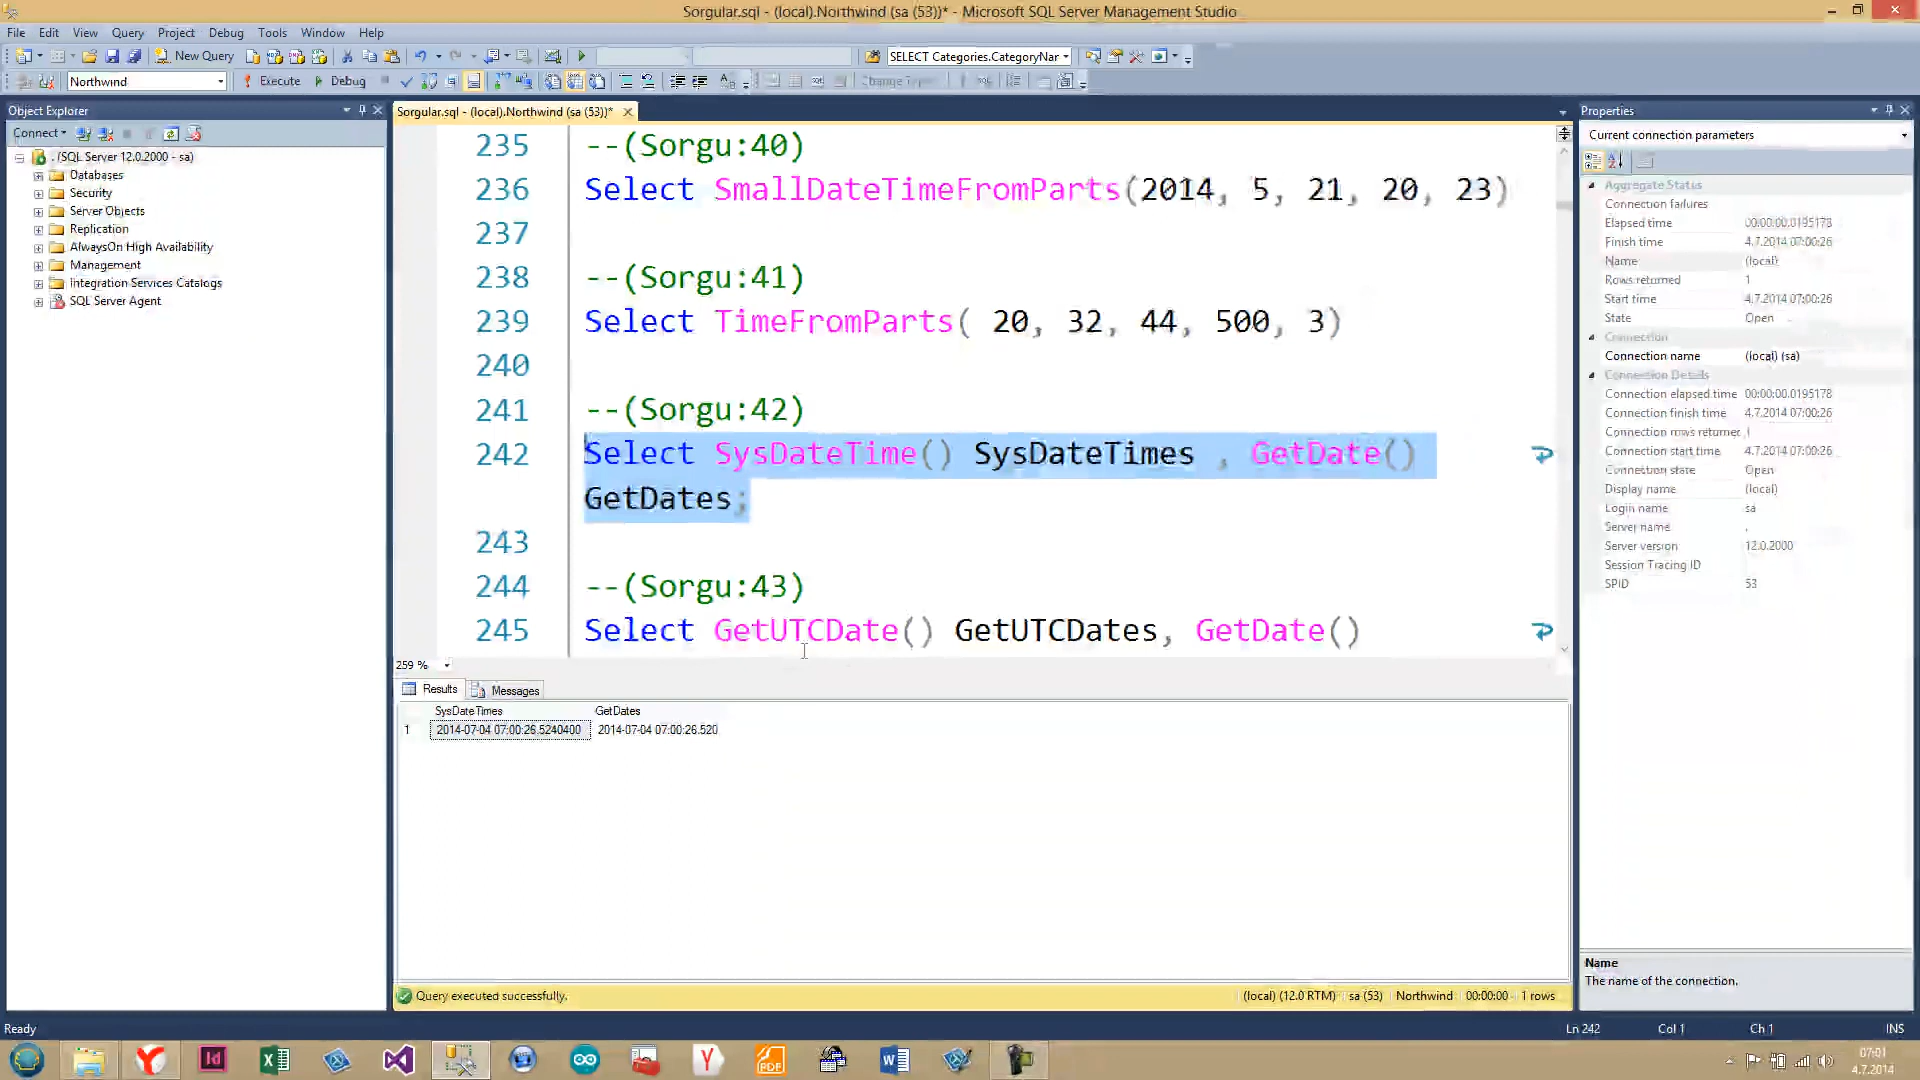 Sorgular.sql - (local).Northwind (sa (53))* - Microsoft SQL Server Management Studio
File Edit View Query Project Debug Tools Window Help
New Query SELECT Categories.CategoryNar
Northwind Execute Debug Change Type
Object Explorer
Connect
. (SQL Server 12.0.2000 - sa)
Databases
Security
Server Objects
Replication
AlwaysOn High Availability
Management
Integration Services Catalogs
SQL Server Agent
Sorgular.sql - (local).Northwind (sa (53))*
235 --(Sorgu:40)
236 Select SmallDateTimeFromParts(2014, 5, 21, 20, 23)
237
238 --(Sorgu:41)
239 Select TimeFromParts( 20, 32, 44, 500, 3)
240
241 --(Sorgu:42)
242 Select SysDateTime() SysDateTimes , GetDate()
GetDates;
243
244 --(Sorgu:43)
245 Select GetUTCDate() GetUTCDates, GetDate()
259 %
Results Messages
SysDateTimes GetDates
1 2014-07-04 07:00:26.5240400 2014-07-04 07:00:26.520
Query executed successfully. (local) (12.0 RTM) sa (53) Northwind 00:00:00 1 rows
Properties
Current connection parameters
Aggregate Status
Connection failures
Elapsed time 00:00:00.0195178
Finish time 4.7.2014 07:00:26
Name (local)
Rows returned 1
Start time 4.7.2014 07:00:26
State Open
Connection
Connection name (local) (sa)
Connection Details
Connection elapsed time 00:00:00.0195178
Connection finish time 4.7.2014 07:00:26
Connection rows returned 1
Connection start time 4.7.2014 07:00:26
Connection state Open
Display name (local)
Login name sa
Server name .
Server version 12.0.2000
Session Tracing ID
SPID 53
Name
The name of the connection.
Ready Ln 242 Col 1 Ch 1 INS
07:01
4.7.2014